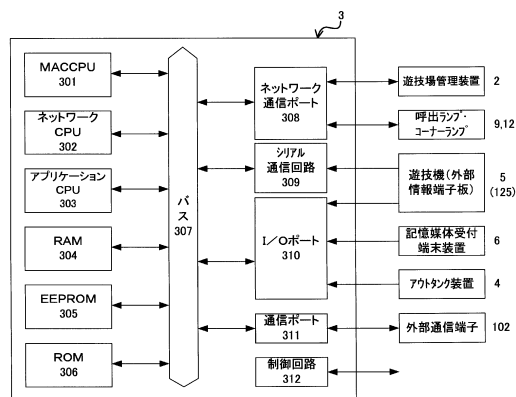 3
MACCPU
301
ネットワーク
CPU
302
アプリケーション
CPU
303
RAM
304
EEPROM
305
ROM
306
バス
307
ネットワーク
通信ポート
308
シリアル
通信回路
309
I/Oポート
310
通信ポート
311
制御回路
312
遊技場管理装置
2
呼出ランプ・
コーナーランプ
9,12
遊技機(外部
情報端子板)
5
(125)
記憶媒体受付
端末装置
6
アウトタンク装置
4
外部通信端子
102